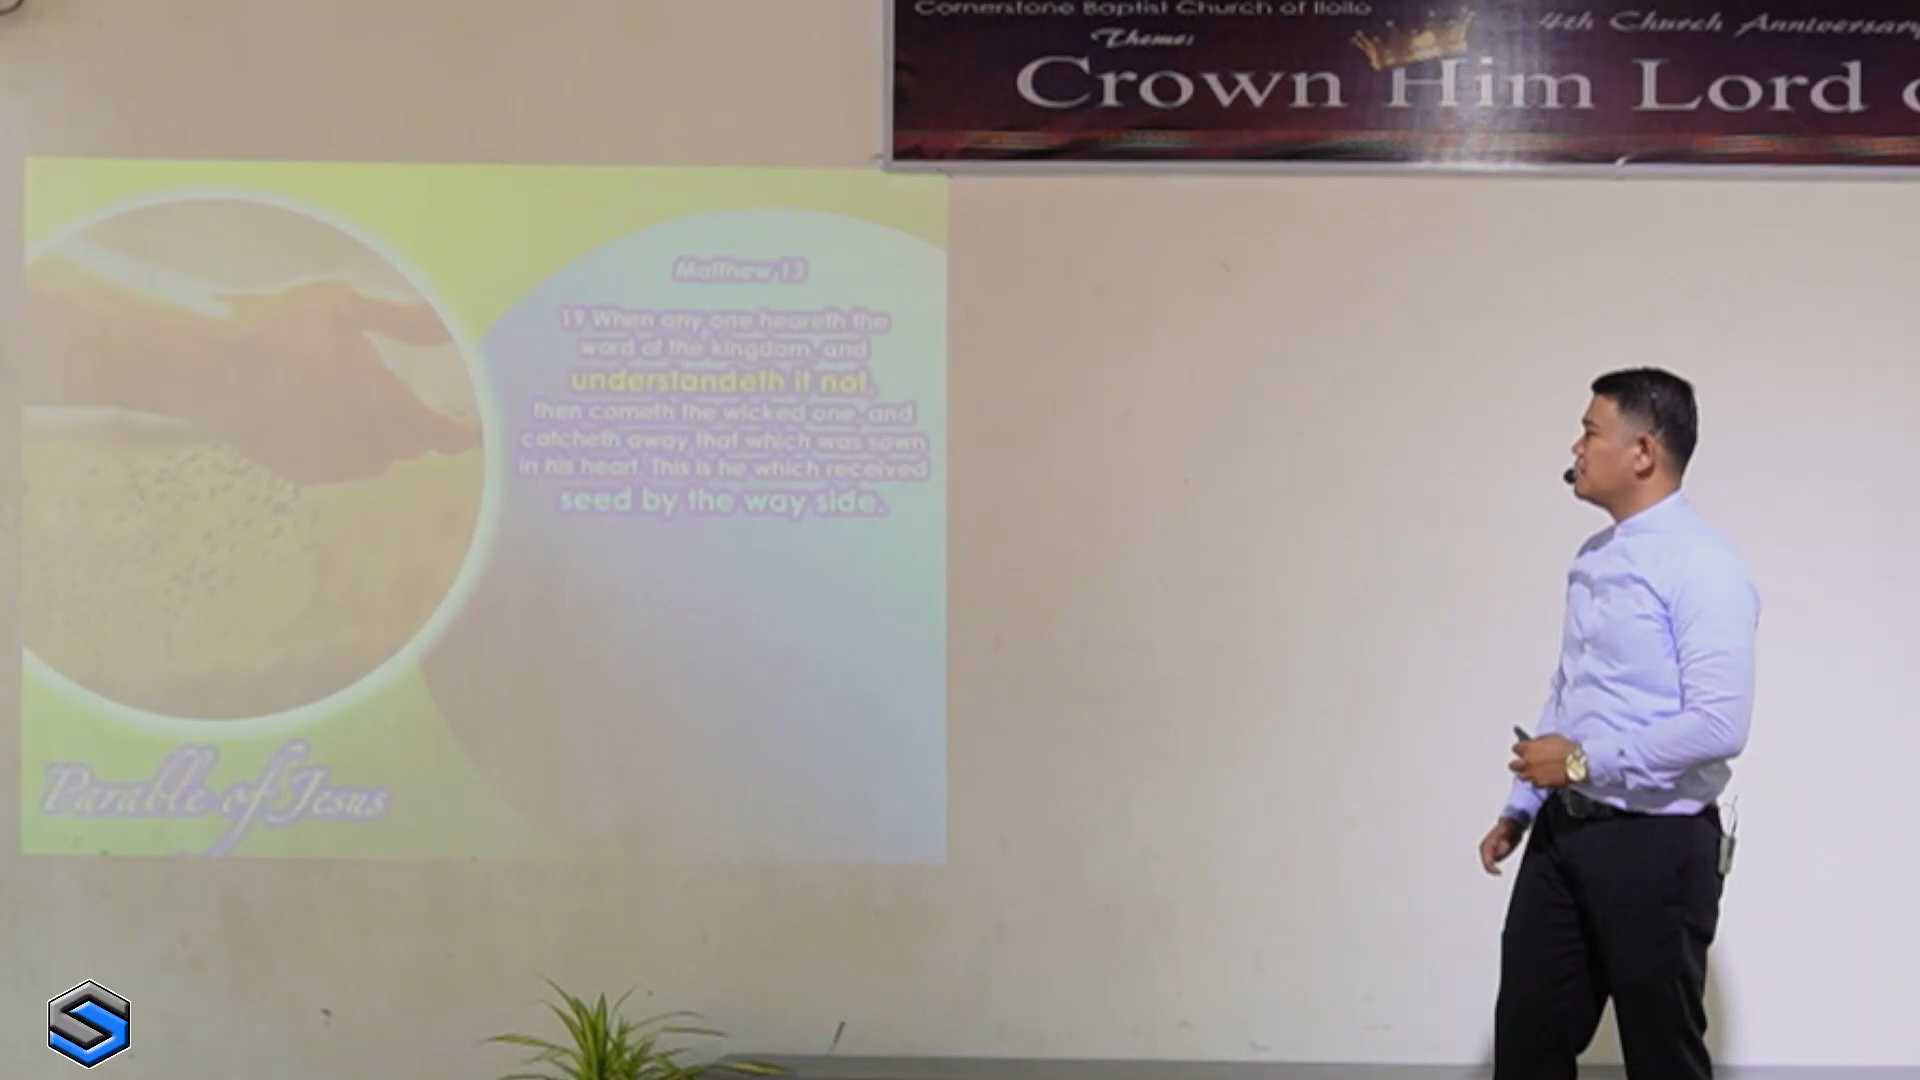 Cornerstone Baptist Church of Iloilo
4th Church Anniversary
Theme:
Crown Him Lord
Matthew 13
19 When any one heareth the
word of the kingdom, and
understandeth it not,
then cometh the wicked one, and
catcheth away that which was sown
in his heart. This is he which received
seed by the way side.
Parable of Jesus